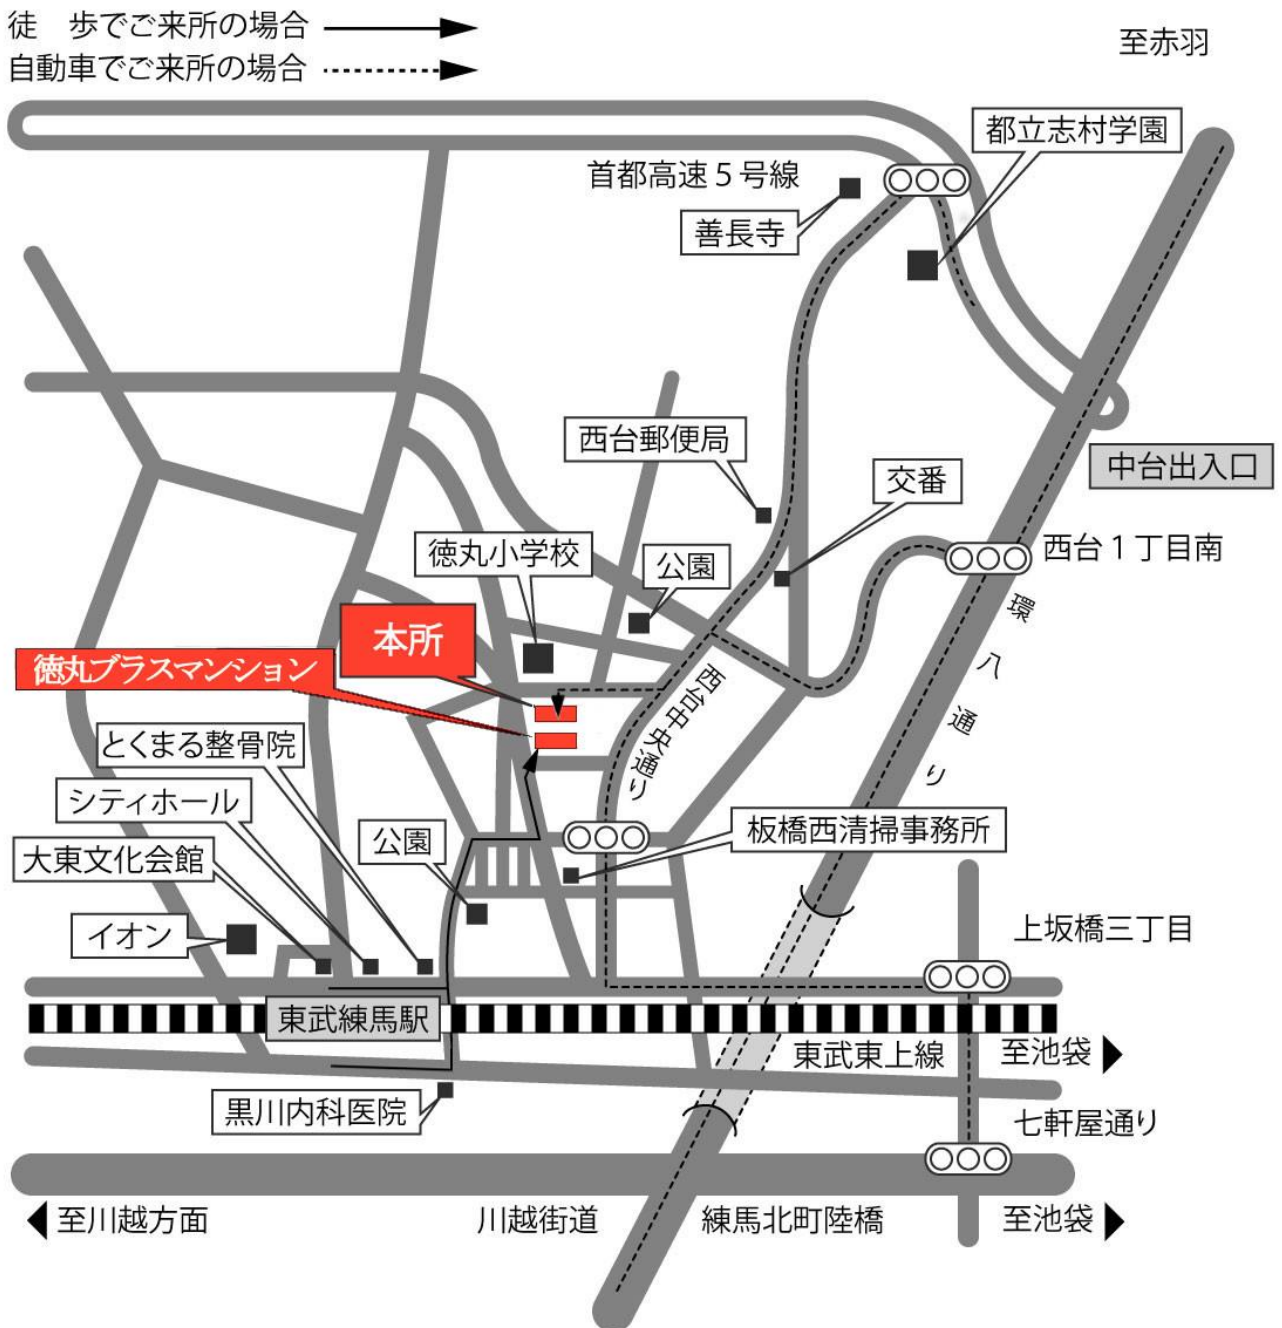 徒　歩でご来所の場合
自動車でご来所の場合
至赤羽
都立志村学園
首都高速5号線
善長寺
西台郵便局
交番
中台出入口
西台1丁目南
徳丸小学校
公園
本所
環八通り
徳丸プラスマンション
西台中央通り
とくまる整骨院
シティホール
公園
板橋西清掃事務所
大東文化会館
イオン
上坂橋三丁目
東武練馬駅
東武東上線
至池袋
黒川内科医院
七軒屋通り
至川越方面
川越街道
練馬北町陸橋
至池袋